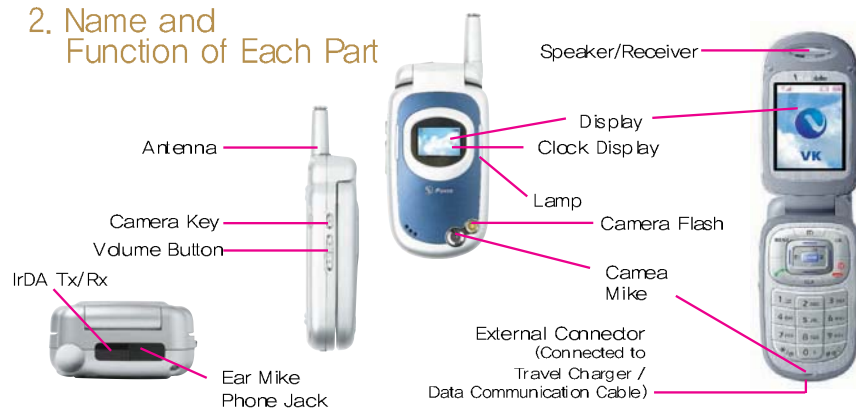 2. Name and
Function of Each Part
Speaker/Receiver
Display
Antenna
Clock Display
Lamp
Camera Key
Camera Flash
Volume Button
IrDA Tx/Rx
Camea
Mike
External Connector
(Connected to
Travel Charger /
Data Communication Cable)
Ear Mike
Phone Jack
VK
MENU
CLR